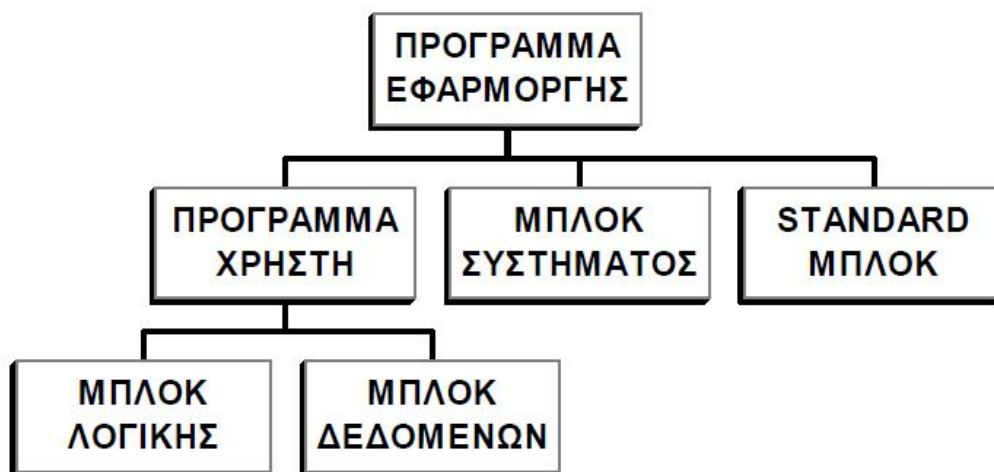 ΠΡΟΓΡΑΜΜΑ
ΕΦΑΡΜΟΡΓΗΣ
ΠΡΟΓΡΑΜΜΑ
ΧΡΗΣΤΗ
ΜΠΛΟΚ
ΣΥΣΤΗΜΑΤΟΣ
STANDARD
ΜΠΛΟΚ
ΜΠΛΟΚ
ΛΟΓΙΚΗΣ
ΜΠΛΟΚ
ΔΕΔΟΜΕΝΩΝ